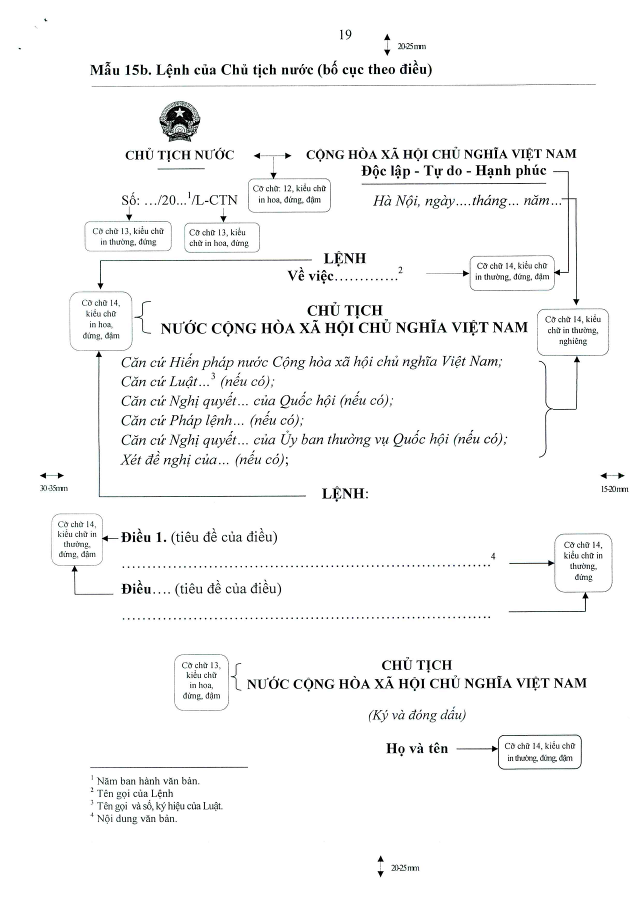 19
20-25mm
Mẫu 15b. Lệnh của Chủ tịch nước (bố cục theo điều)
CHỦ TỊCH NƯỚC
CỘNG HÒA XÃ HỘI CHỦ NGHĨA VIỆT NAM
Độc lập - Tự do - Hạnh phúc
Cỡ chữ: 12, kiểu chữ
in hoa, đứng, đậm
Số: …/20...¹/L-CTN
Hà Nội, ngày….tháng… năm…
Cỡ chữ 13, kiểu chữ
in thường, đứng
Cỡ chữ 13, kiểu chữ
in hoa, đứng
LỆNH
Về việc………….²
Cỡ chữ 14, kiểu chữ
in thường, đứng, đậm
Cỡ chữ 14,
kiểu chữ
in hoa,
đứng, đậm
CHỦ TỊCH
NƯỚC CỘNG HÒA XÃ HỘI CHỦ NGHĨA VIỆT NAM
Cỡ chữ 14, kiểu
chữ in thường,
nghiêng
Căn cứ Hiến pháp nước Cộng hòa xã hội chủ nghĩa Việt Nam;
Căn cứ Luật…³ (nếu có);
Căn cứ Nghị quyết… của Quốc hội (nếu có);
Căn cứ Pháp lệnh… (nếu có);
Căn cứ Nghị quyết… của Ủy ban thường vụ Quốc hội (nếu có);
Xét đề nghị của… (nếu có);
30-35mm
15-20mm
LỆNH:
Cỡ chữ 14,
kiểu chữ in
thường,
đứng, đậm
Điều 1. (tiêu đề của điều)
……………………………………………………………⁴
Cỡ chữ 14,
kiểu chữ in
thường,
đứng
Điều…. (tiêu đề của điều)
……………………………………………………………
Cỡ chữ 13,
kiểu chữ
in hoa,
đứng, đậm
CHỦ TỊCH
NƯỚC CỘNG HÒA XÃ HỘI CHỦ NGHĨA VIỆT NAM
(Ký và đóng dấu)
Họ và tên
Cỡ chữ 14, kiểu chữ
in thường, đứng, đậm
¹ Năm ban hành văn bản.
² Tên gọi của Lệnh
³ Tên gọi và số, ký hiệu của Luật.
⁴ Nội dung văn bản.
20-25mm